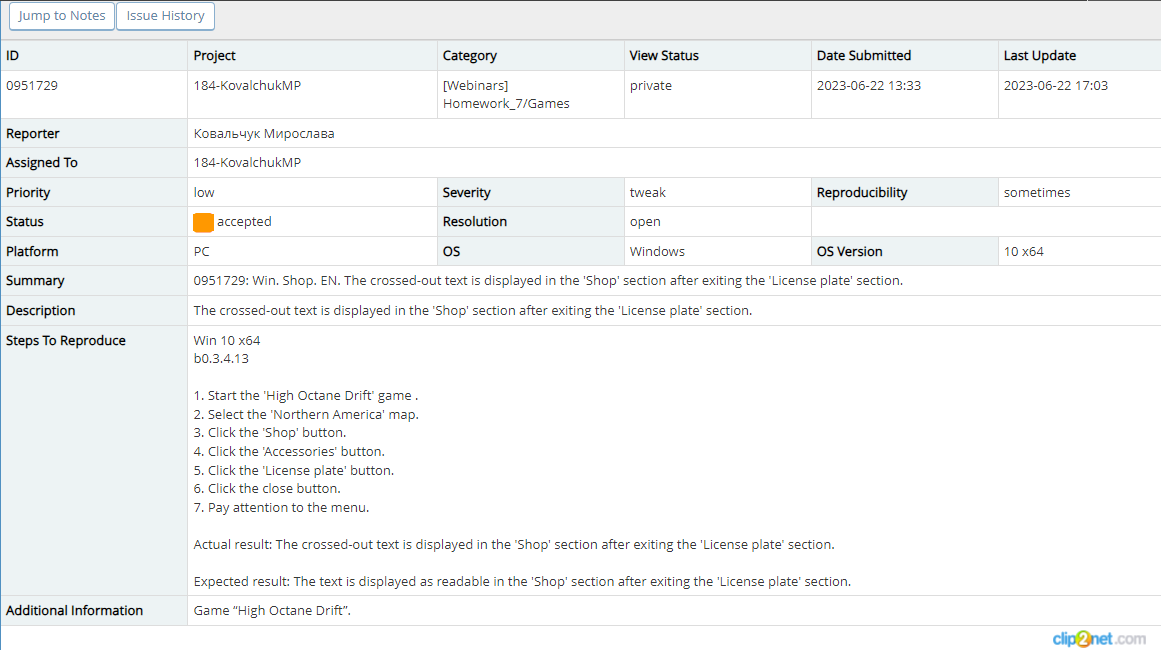 Jump to Notes Issue History
ID Project Category View Status Date Submitted Last Update
0951729 184-KovalchukMP [Webinars] private 2023-06-22 13:33 2023-06-22 17:03
Homework_7/Games
Reporter Ковальчук Мирослава
Assigned To 184-KovalchukMP
Priority low Severity tweak Reproducibility sometimes
Status accepted Resolution open
Platform PC OS Windows OS Version 10 x64
Summary 0951729: Win. Shop. EN. The crossed-out text is displayed in the 'Shop' section after exiting the 'License plate' section.
Description The crossed-out text is displayed in the 'Shop' section after exiting the 'License plate' section.
Steps To Reproduce Win 10 x64
b0.3.4.13
1. Start the 'High Octane Drift' game .
2. Select the 'Northern America' map.
3. Click the 'Shop' button.
4. Click the 'Accessories' button.
5. Click the 'License plate' button.
6. Click the close button.
7. Pay attention to the menu.
Actual result: The crossed-out text is displayed in the 'Shop' section after exiting the 'License plate' section.
Expected result: The text is displayed as readable in the 'Shop' section after exiting the 'License plate' section.
Additional Information Game “High Octane Drift”.
clip2net.com